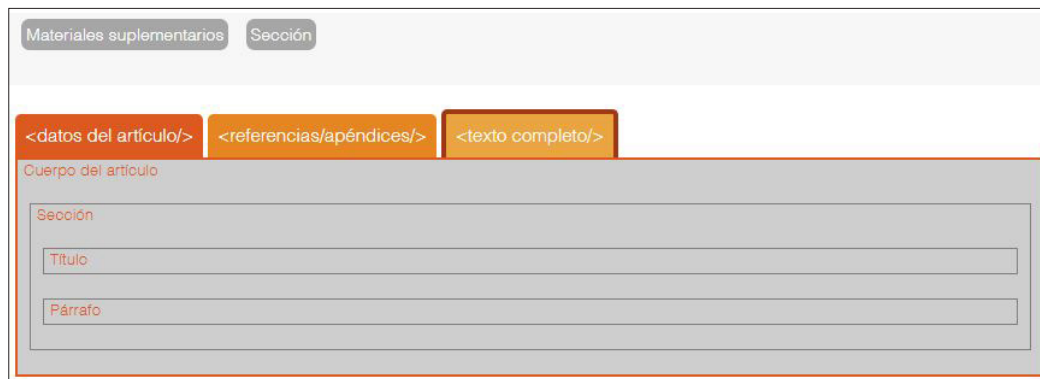 Materiales suplementarios Sección
<datos del artículo/> <referencias/apéndices/> <texto completo/>
Cuerpo del artículo
Sección
Título
Párrafo